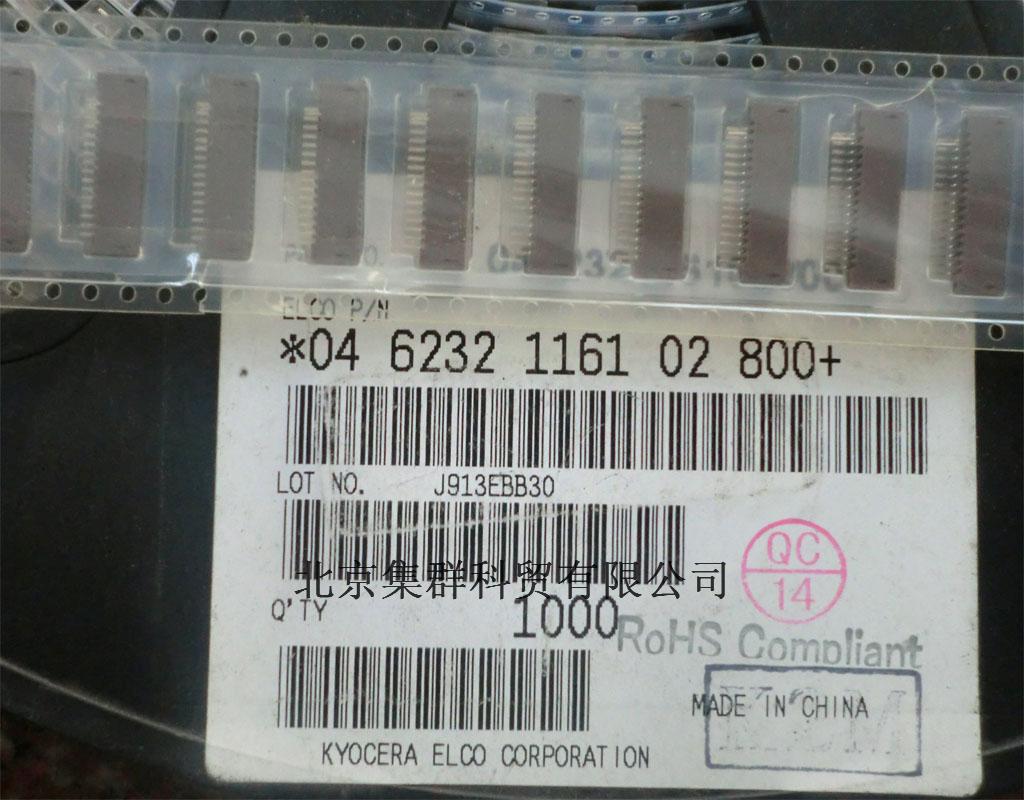 ELCO P/N
*04 6232 1161 02 800+
LOT NO. J913EBB30
北京集群科贸有限公司
Q'TY 1000
QC
14
RoHS Compliant
MADE IN CHINA
KYOCERA ELCO CORPORATION